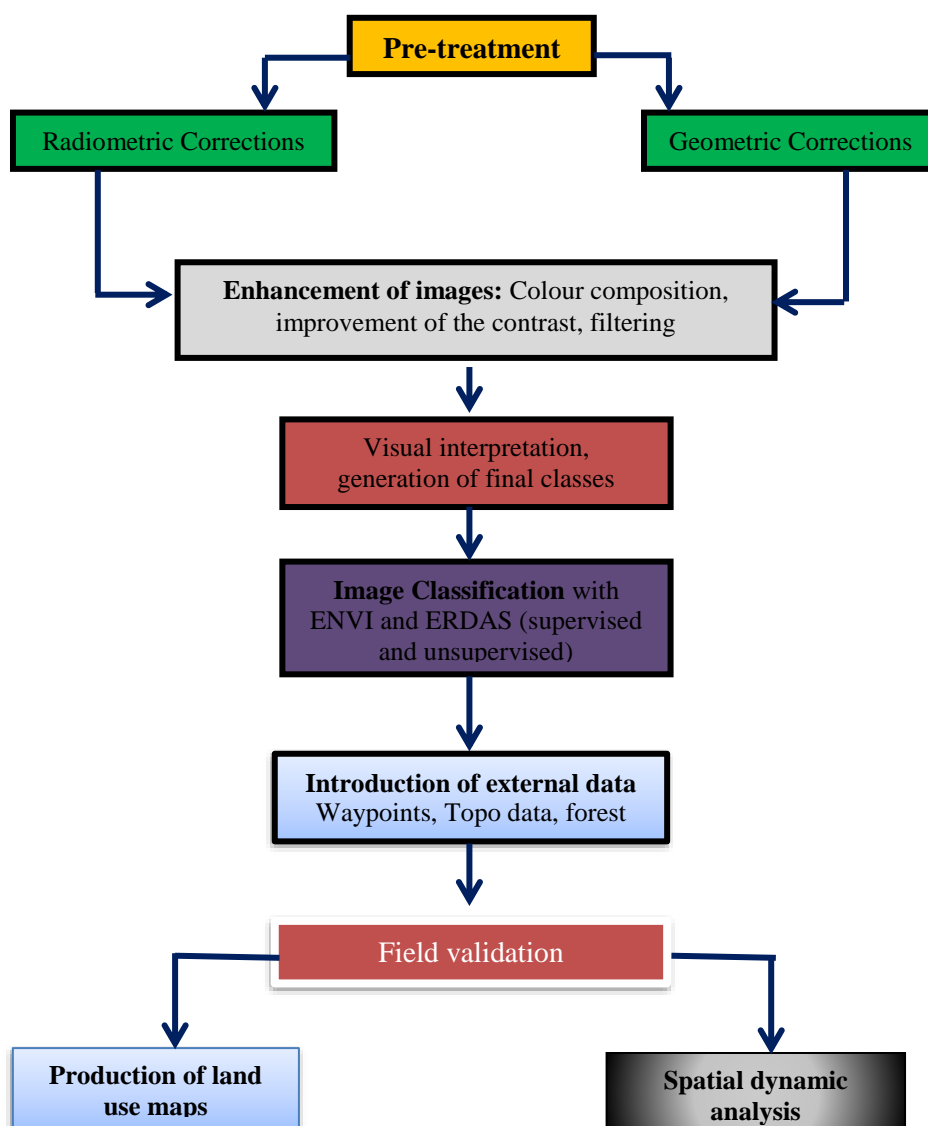 Pre-treatment
Radiometric Corrections
Geometric Corrections
Enhancement of images: Colour composition,
improvement of the contrast, filtering
Visual interpretation,
generation of final classes
Image Classification with
ENVI and ERDAS (supervised
and unsupervised)
Introduction of external data
Waypoints, Topo data, forest
Field validation
Production of land
use maps
Spatial dynamic
analysis